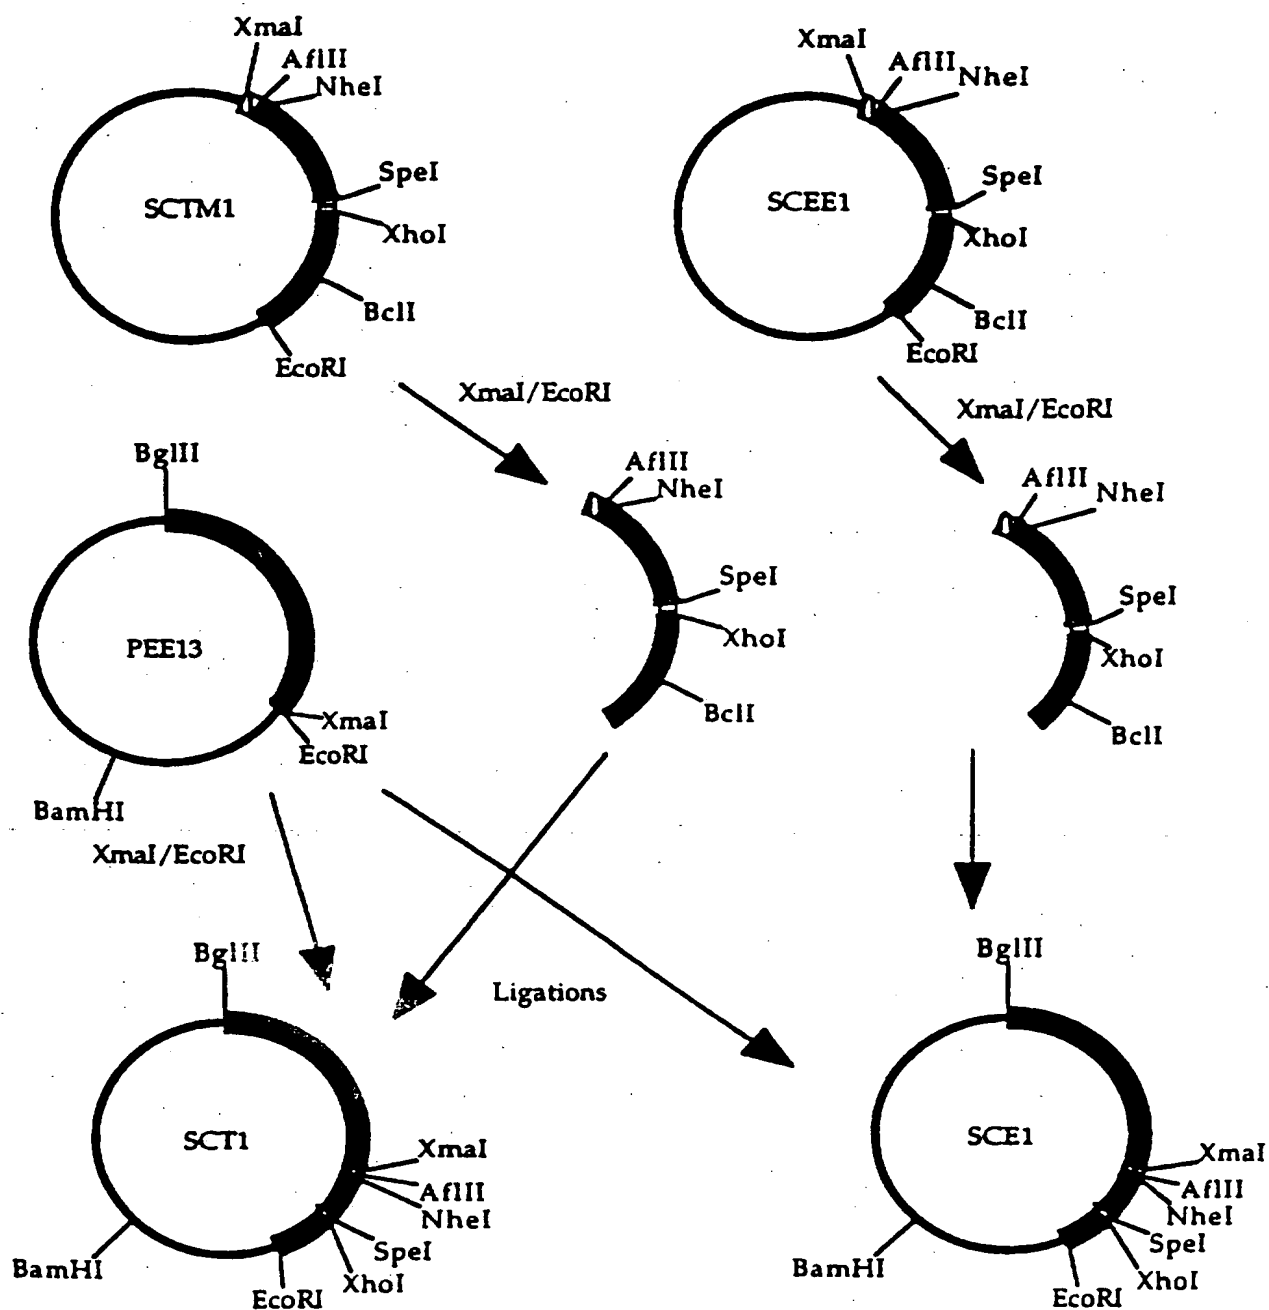 XmaI
AflII
NheI
SCTM1
SpeI
XhoI
BclI
EcoRI
XmaI
AflII
NheI
SCEE1
SpeI
XhoI
BclI
EcoRI
XmaI/EcoRI
XmaI/EcoRI
BglII
PEE13
XmaI
EcoRI
BamHI
XmaI/EcoRI
AflII
NheI
SpeI
XhoI
BclI
AflII
NheI
SpeI
XhoI
BclI
Ligations
BglII
SCT1
XmaI
AflII
NheI
SpeI
XhoI
EcoRI
BamHI
BglII
SCE1
XmaI
AflII
NheI
SpeI
XhoI
EcoRI
BamHI